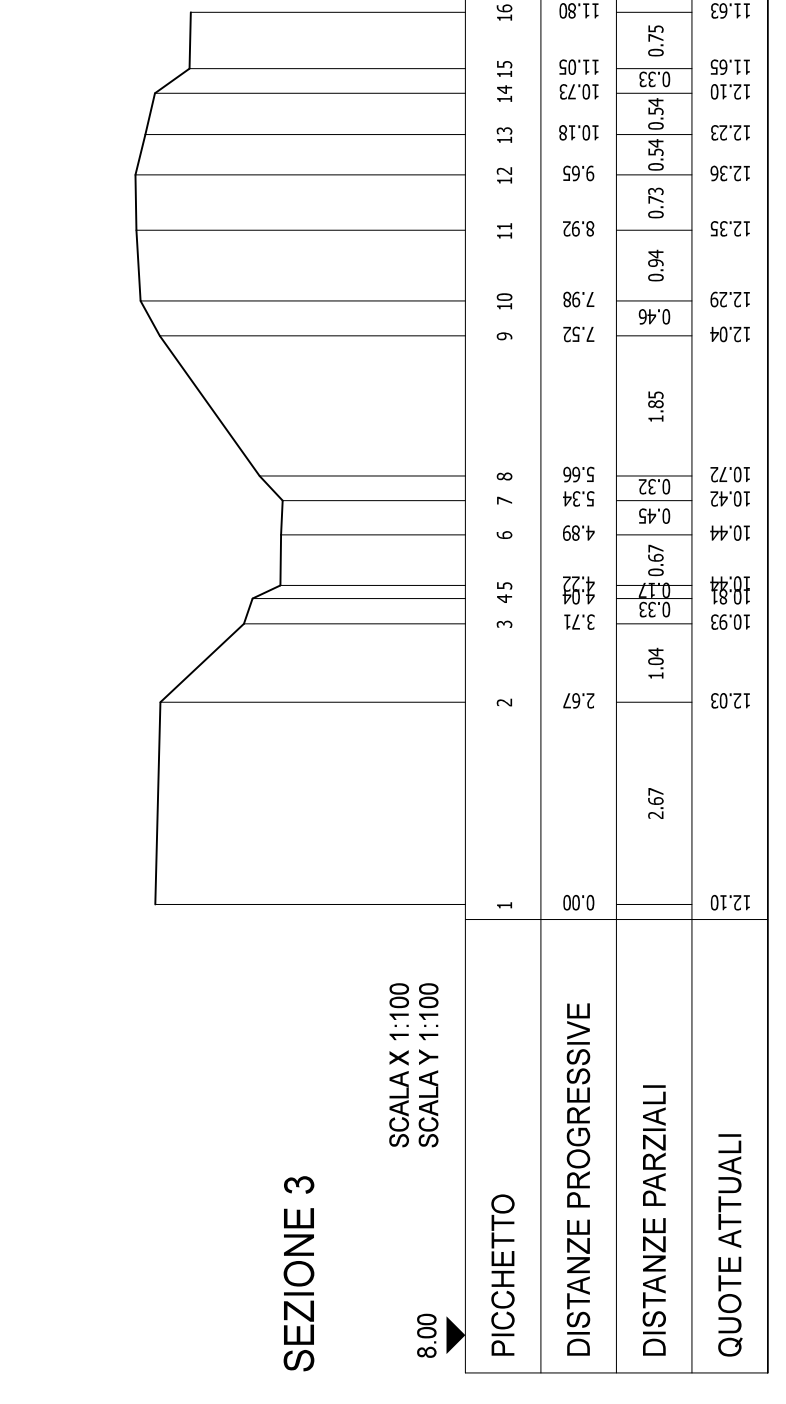 SEZIONE 3
SCALA X 1:100
SCALA Y 1:100
8.00
PICCHETTO 1 2 3 4 5 6 7 8 9 10 11 12 13 14 15 16
DISTANZE PROGRESSIVE 0.00 2.67 3.71 4.04 4.22 4.89 5.34 5.66 7.52 7.98 8.92 9.65 10.18 10.73 11.05 11.80
DISTANZE PARZIALI 2.67 1.04 0.33 0.17 0.67 0.45 0.32 1.85 0.46 0.94 0.73 0.54 0.54 0.33 0.75
QUOTE ATTUALI 12.10 12.03 10.93 10.81 10.44 10.44 10.42 10.72 12.04 12.29 12.35 12.36 12.23 12.10 11.65 11.63